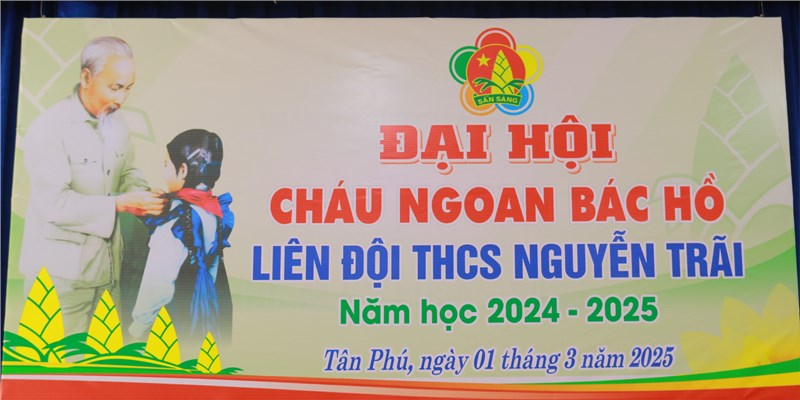 SẴN SÀNG
ĐẠI HỘI
CHÁU NGOAN BÁC HỒ
LIÊN ĐỘI THCS NGUYỄN TRÃI
Năm học 2024 - 2025
Tân Phú, ngày 01 tháng 3 năm 2025